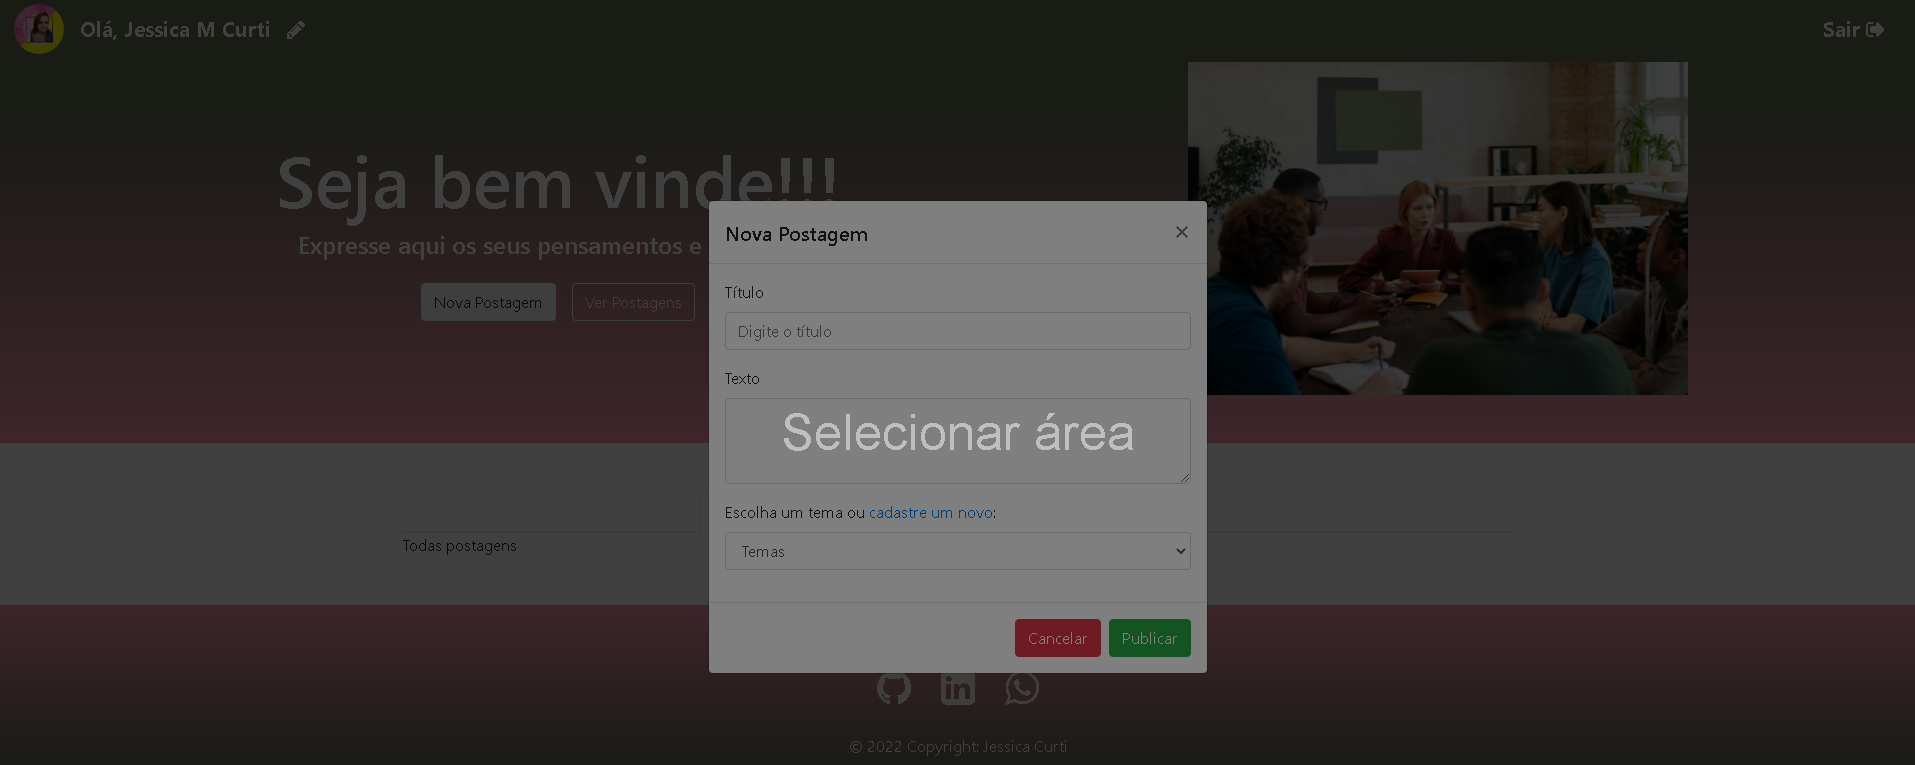 Olá, Jessica M Curti
Sair
Seja bem vinde!!!
Expresse aqui os seus pensamentos e
Nova Postagem
Ver Postagens
Nova Postagem
×
Título
Digite o título
Texto
Selecionar área
Escolha um tema ou cadastre um novo:
Temas
Cancelar
Publicar
Todas postagens
in
© 2022 Copyright: Jessica Curti